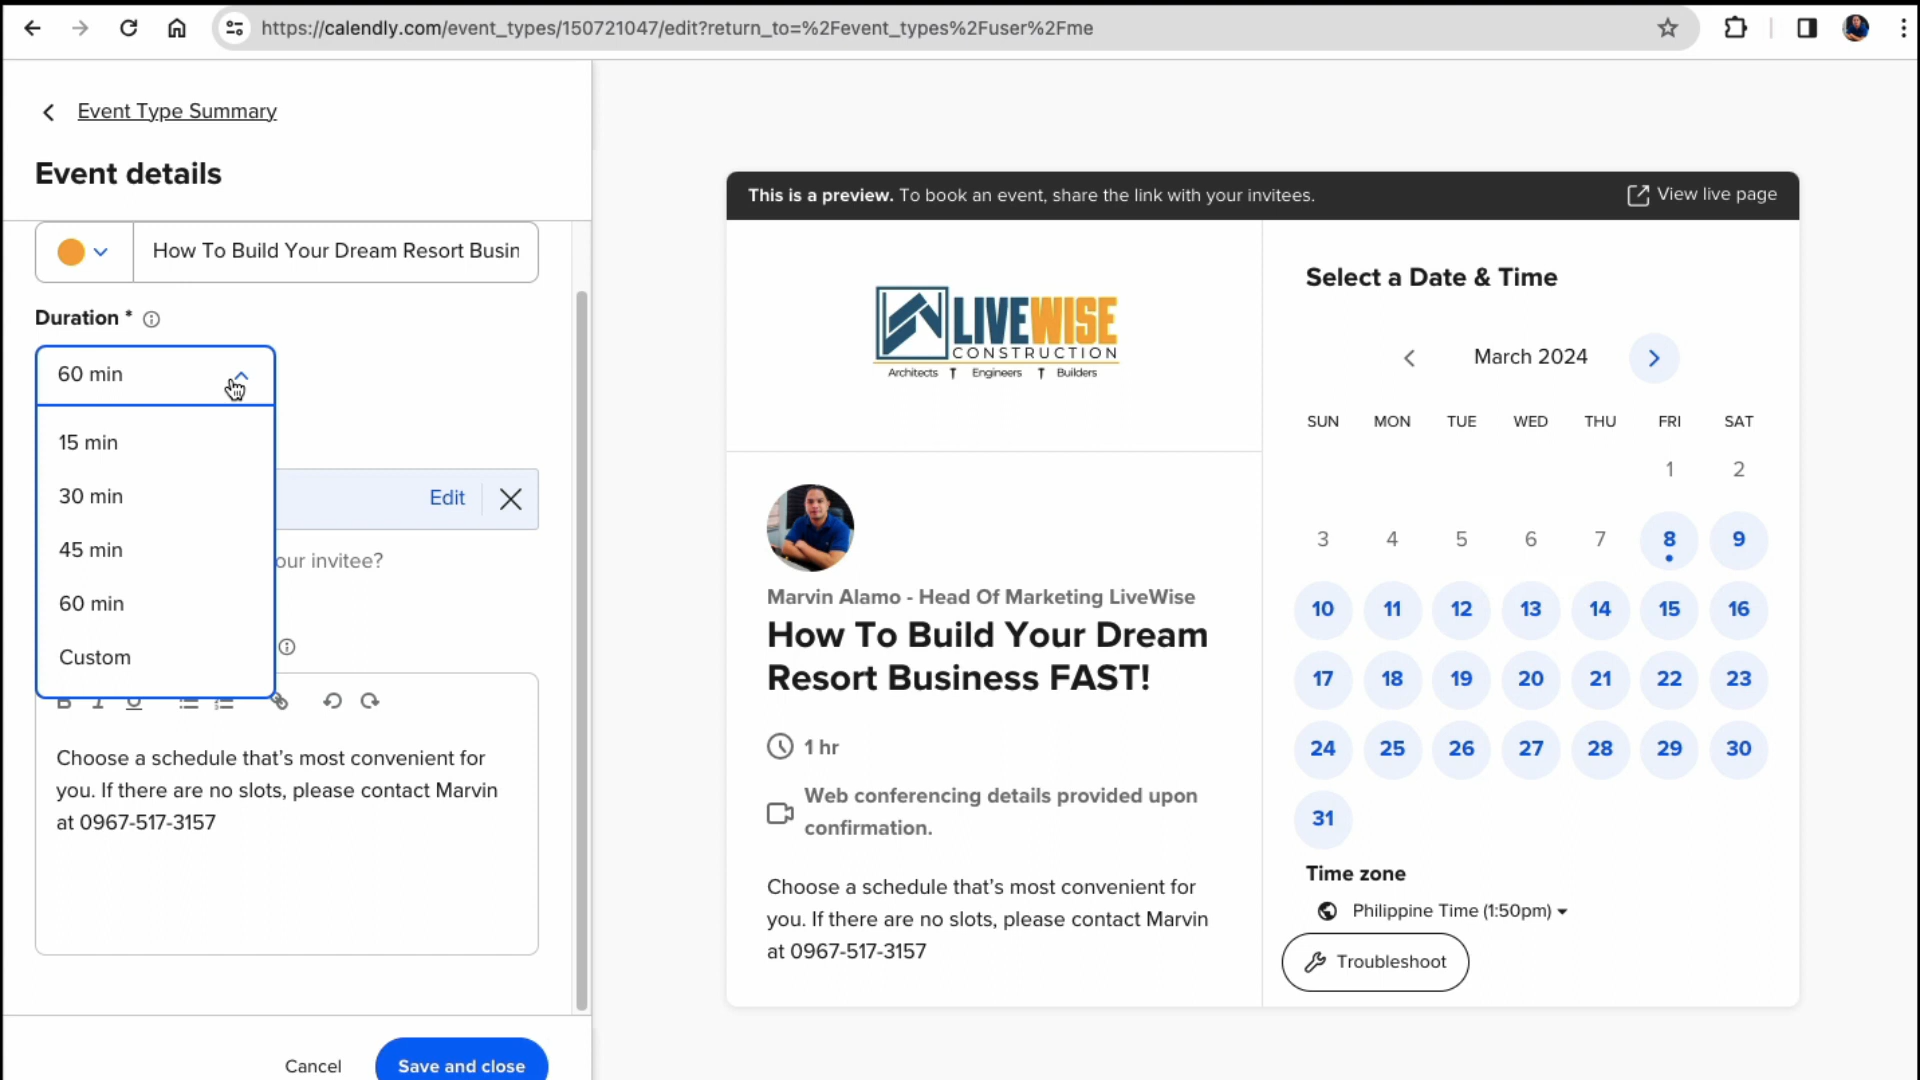 https://calendly.com/event_types/150721047/edit?return_to=%2Fevent_types%2Fuser%2Fme
Event Type Summary
Event details
How To Build Your Dream Resort Busin
Duration *
60 min
15 min
30 min
45 min
60 min
Custom
Edit
our invitee?
B I U
Choose a schedule that's most convenient for
you. If there are no slots, please contact Marvin
at 0967-517-3157
Cancel
Save and close
This is a preview. To book an event, share the link with your invitees.
View live page
LIVEWISE
CONSTRUCTION
Architects Engineers Builders
Marvin Alamo - Head Of Marketing LiveWise
How To Build Your Dream
Resort Business FAST!
1 hr
Web conferencing details provided upon
confirmation.
Choose a schedule that's most convenient for
you. If there are no slots, please contact Marvin
at 0967-517-3157
Select a Date & Time
March 2024
SUN MON TUE WED THU FRI SAT
1 2
3 4 5 6 7 8 9
10 11 12 13 14 15 16
17 18 19 20 21 22 23
24 25 26 27 28 29 30
31
Time zone
Philippine Time (1:50pm)
Troubleshoot